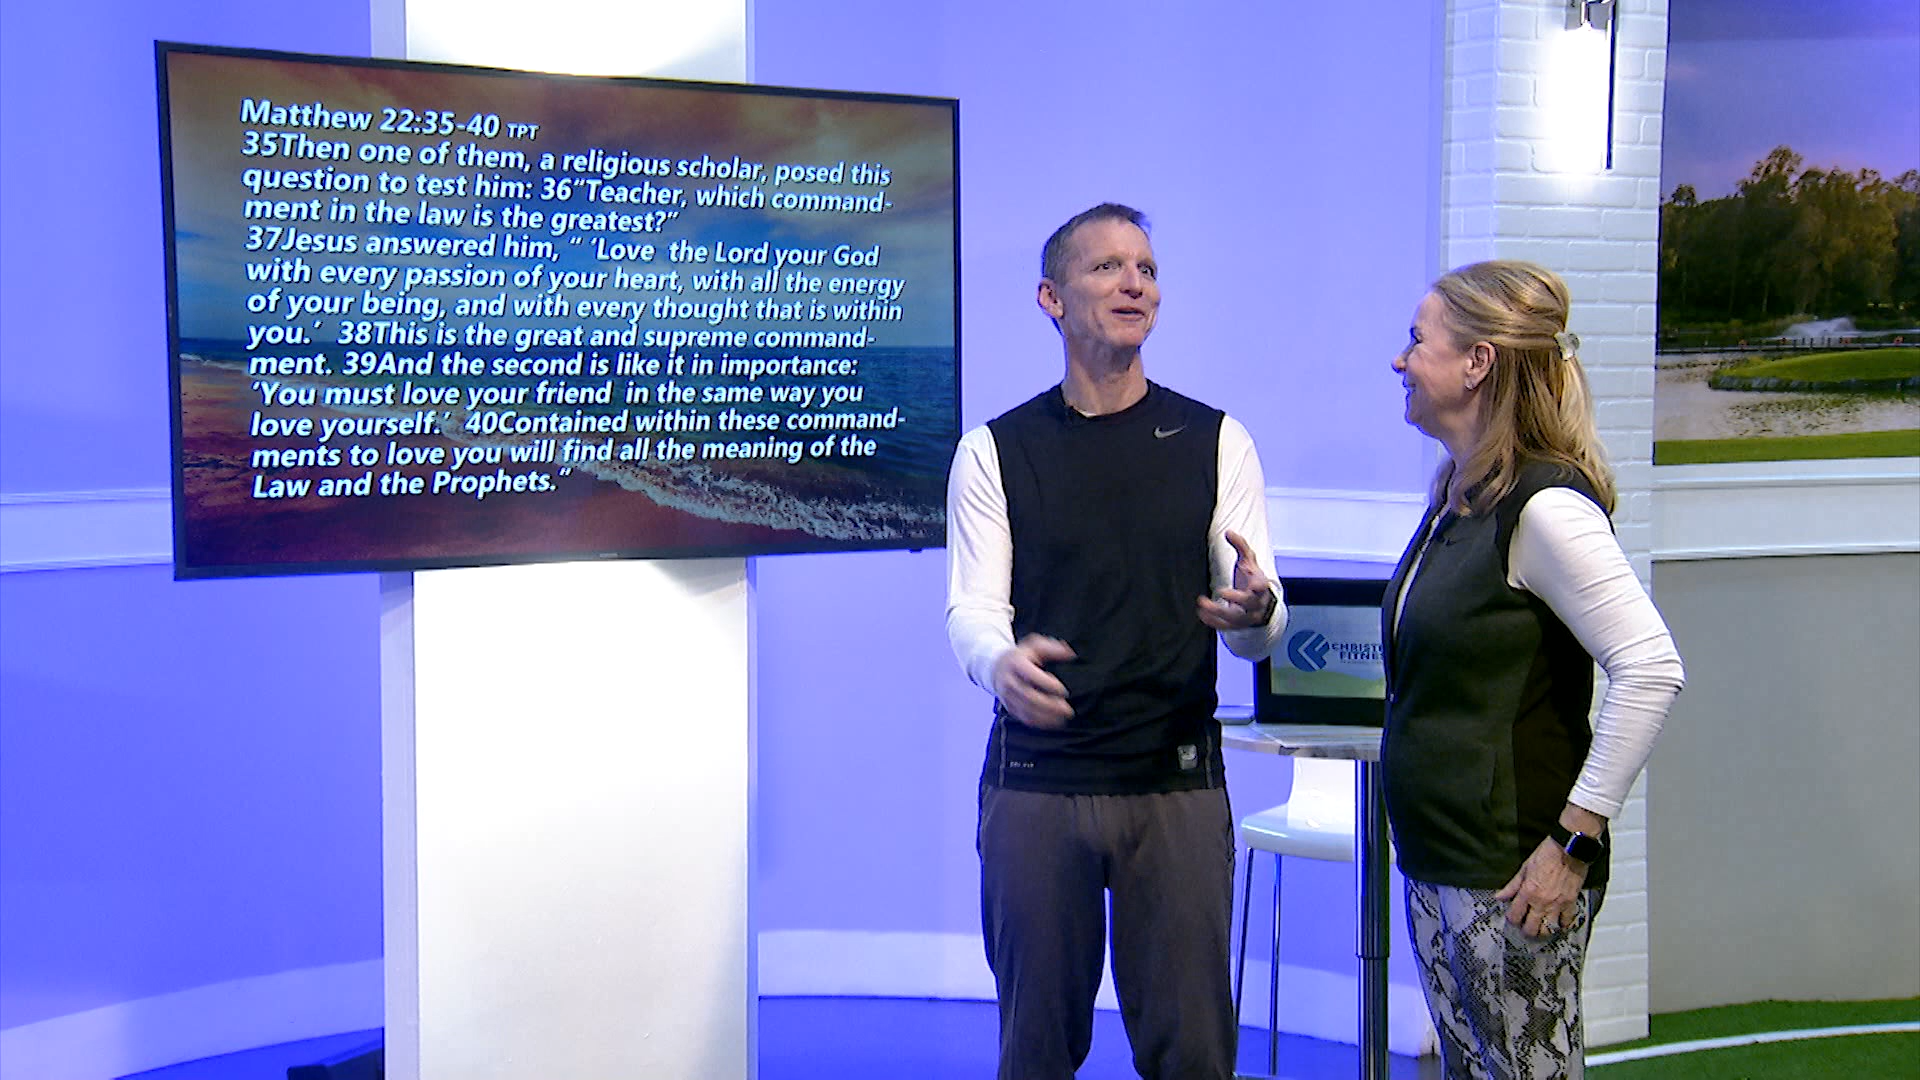 Matthew 22:35-40 TPT
35Then one of them, a religious scholar, posed this
question to test him: 36“Teacher, which command-
ment in the law is the greatest?”
37Jesus answered him, “ ‘Love the Lord your God
with every passion of your heart, with all the energy
of your being, and with every thought that is within
you.’ 38This is the great and supreme command-
ment. 39And the second is like it in importance:
‘You must love your friend in the same way you
love yourself.’ 40Contained within these command-
ments to love you will find all the meaning of the
Law and the Prophets.”
CF